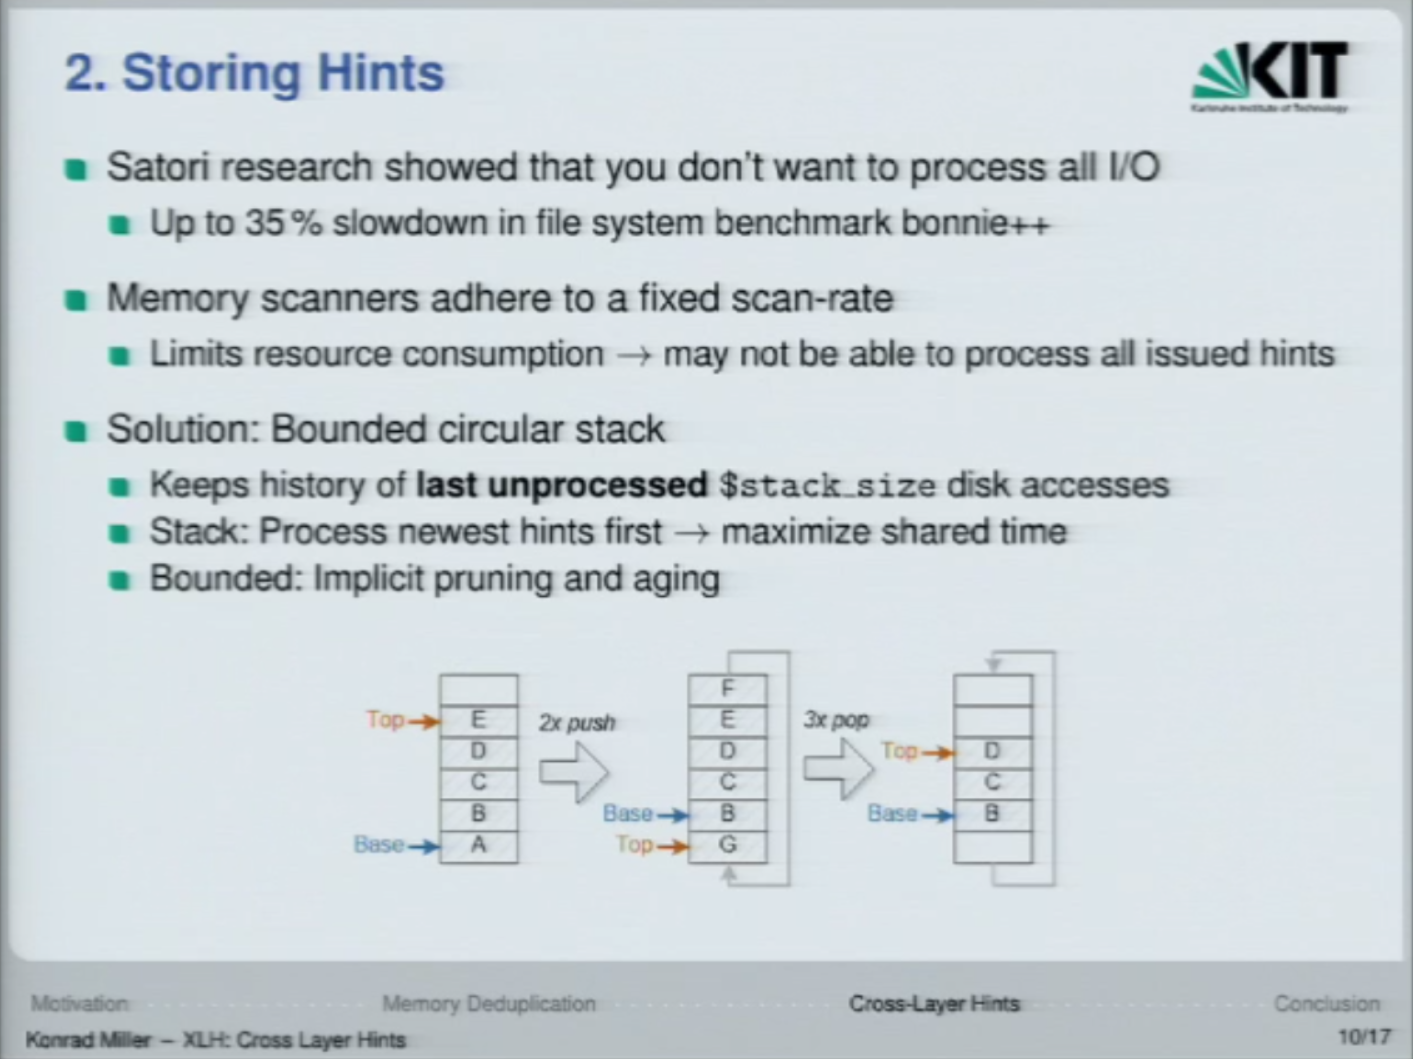 2. Storing Hints
KIT
Karlsruhe Institute of Technology
Satori research showed that you don't want to process all I/O
Up to 35 % slowdown in file system benchmark bonnie++
Memory scanners adhere to a fixed scan-rate
Limits resource consumption → may not be able to process all issued hints
Solution: Bounded circular stack
Keeps history of last unprocessed $stack_size disk accesses
Stack: Process newest hints first → maximize shared time
Bounded: Implicit pruning and aging
Top
E
D
C
B
Base
A
2x push
F
E
D
C
Base
B
Top
G
3x pop
Top
D
C
Base
B
Motivation
Memory Deduplication
Cross-Layer Hints
Conclusion
Konrad Miller – XLH: Cross Layer Hints
10/17